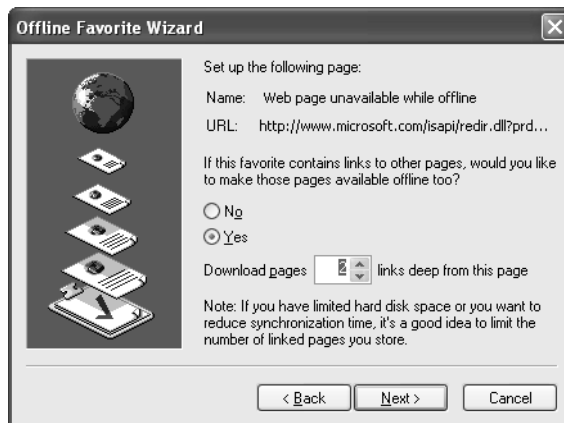 Offline Favorite Wizard
Set up the following page:
Name: Web page unavailable while offline
URL: http://www.microsoft.com/isapi/redir.dll?prd...
If this favorite contains links to other pages, would you like
to make those pages available offline too?
No
Yes
Download pages 2 links deep from this page
Note: If you have limited hard disk space or you want to
reduce synchronization time, it's a good idea to limit the
number of linked pages you store.
< Back Next > Cancel